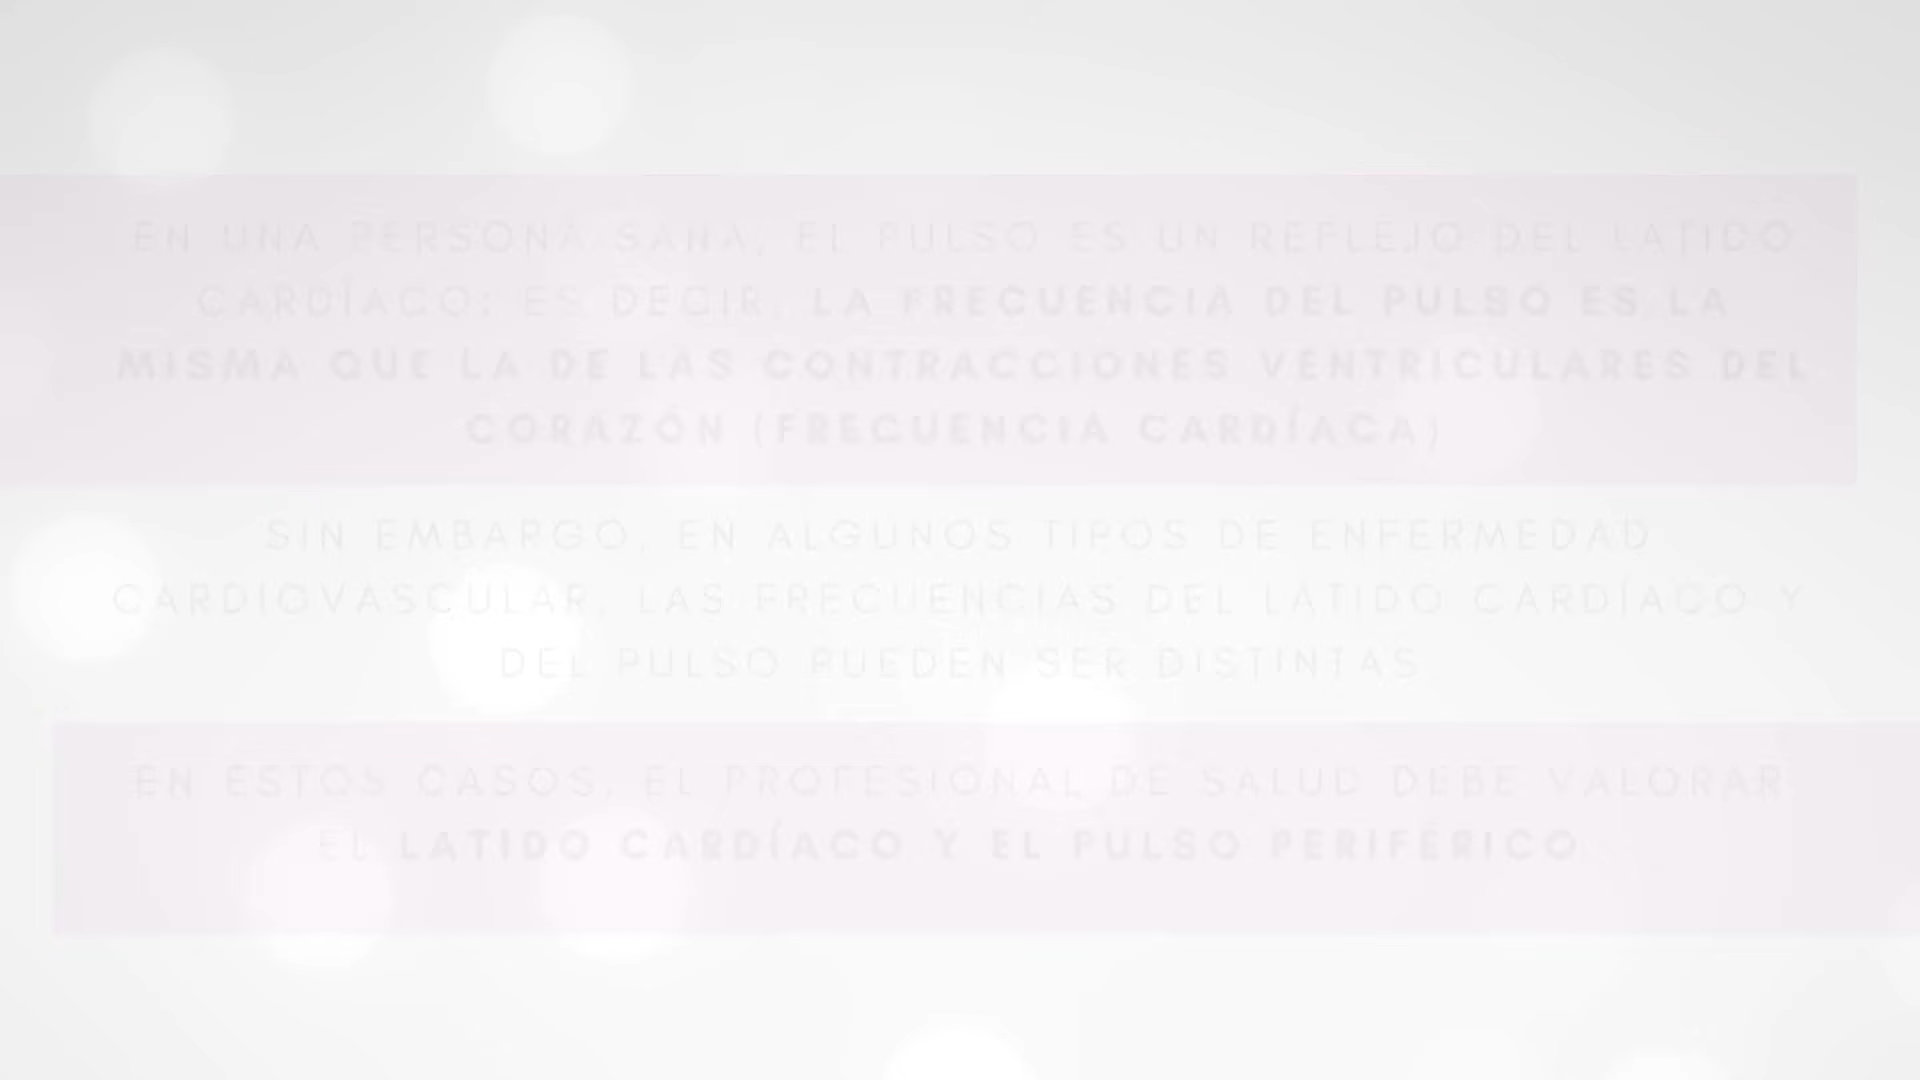 EN UNA PERSONA SANA, EL PULSO ES UN REFLEJO DEL LATIDO
CARDÍACO; ES DECIR, LA FRECUENCIA DEL PULSO ES LA
MISMA QUE LA DE LAS CONTRACCIONES VENTRICULARES DEL
CORAZÓN (FRECUENCIA CARDÍACA)
SIN EMBARGO, EN ALGUNOS TIPOS DE ENFERMEDAD
CARDIOVASCULAR, LAS FRECUENCIAS DEL LATIDO CARDÍACO Y
DEL PULSO PUEDEN SER DISTINTAS
EN ESTOS CASOS, EL PROFESIONAL DE SALUD DEBE VALORAR
EL LATIDO CARDÍACO Y EL PULSO PERIFÉRICO